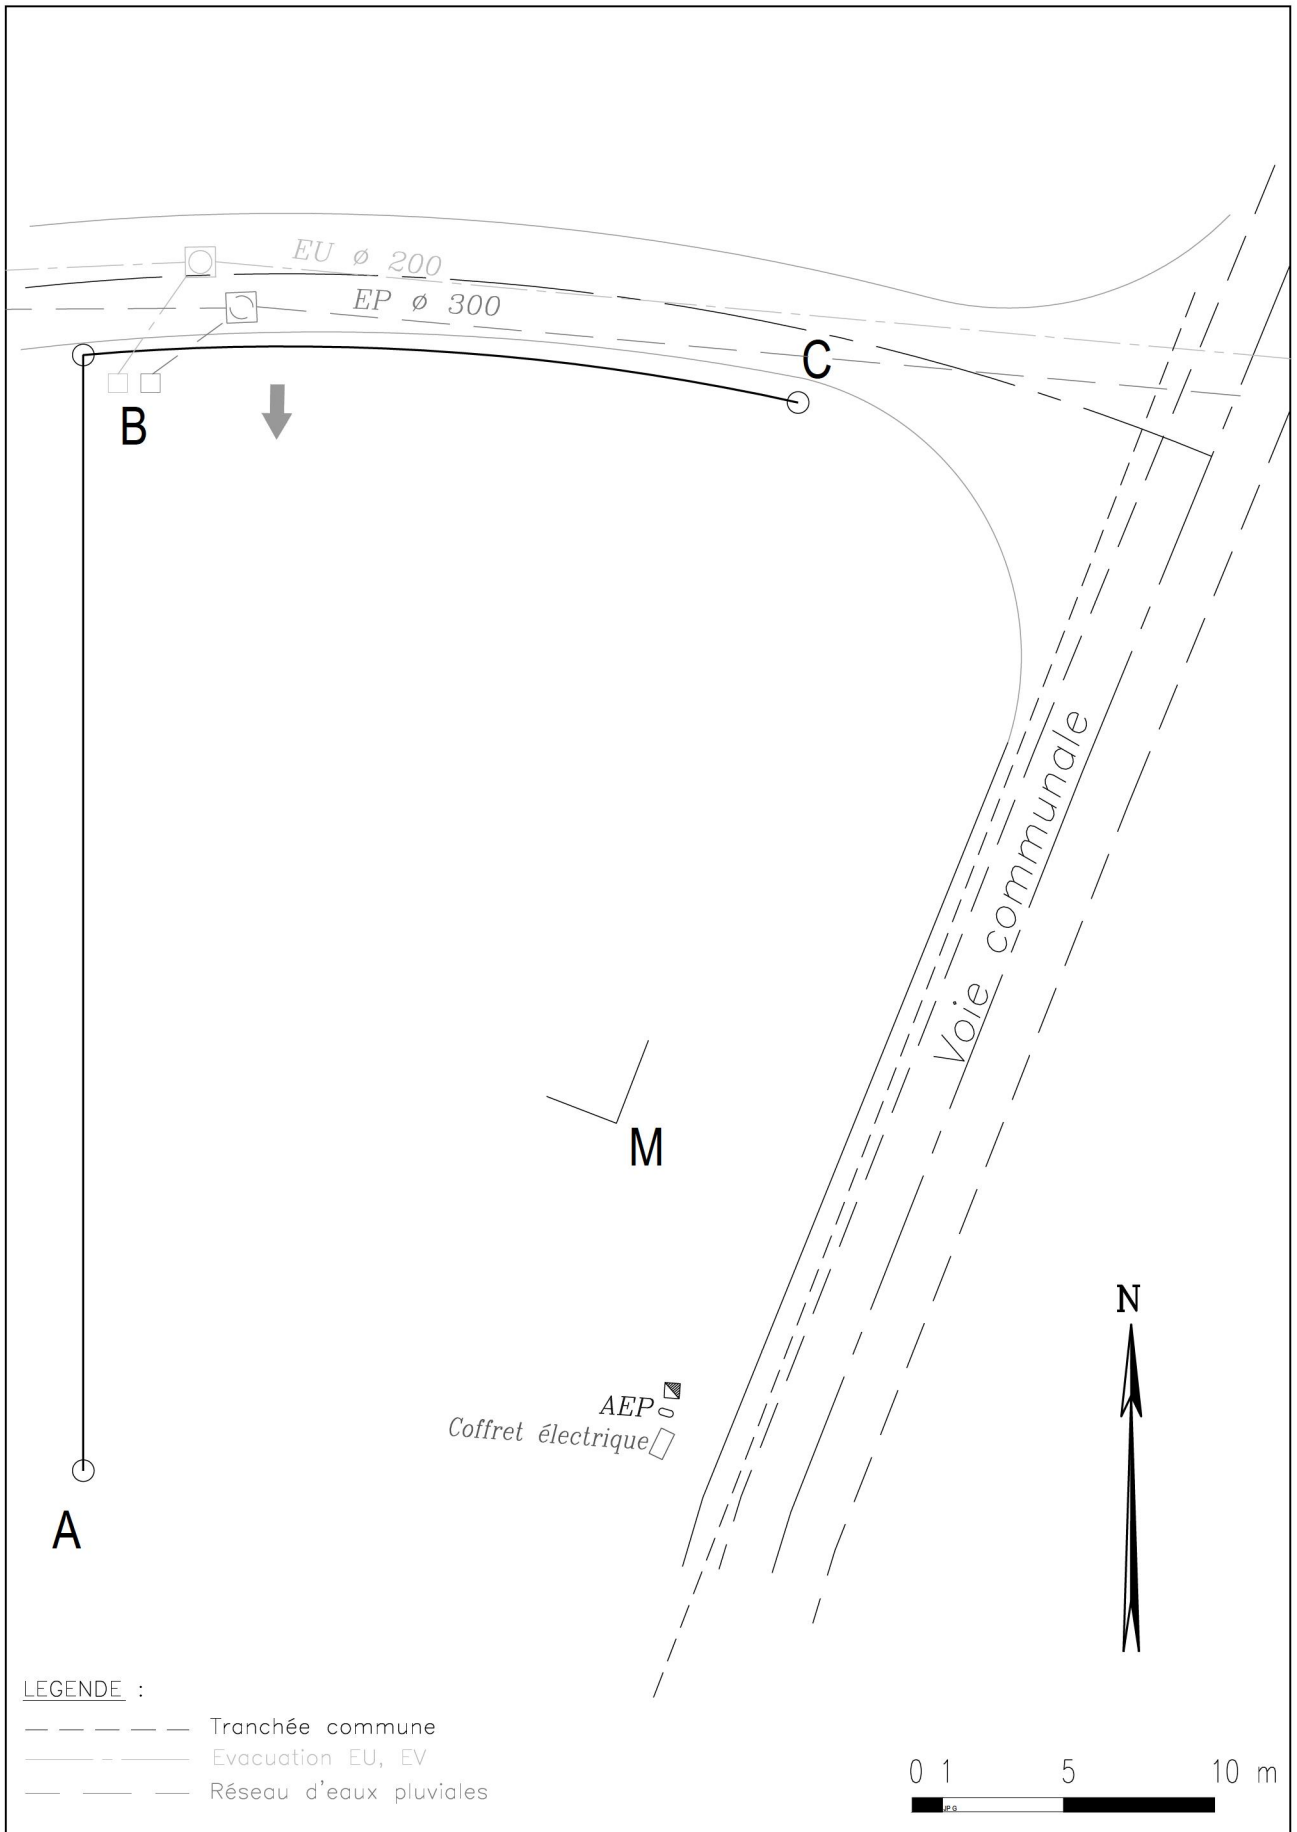 EU ø 200
EP ø 300
C
B
Voie communale
M
N
AEP
Coffret électrique
A
LEGENDE :
Tranchée commune
Evacuation EU, EV
Réseau d'eaux pluviales
0 1 5 10 m
JPG